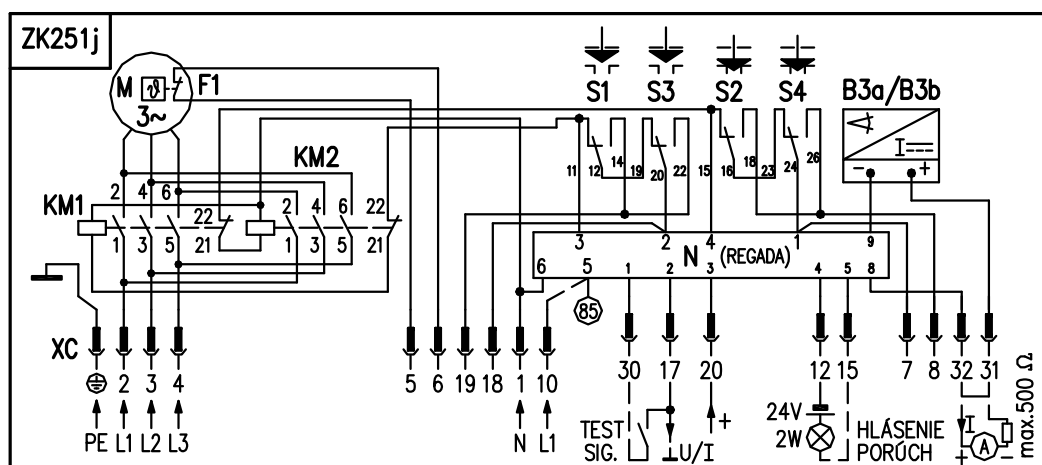 ZK251j
M ϑ F1
3~
S1 S3 S2 S4 B3a/B3b
I
- +
KM2
11 12 14 19 20 22 15 16 18 23 24 26
2 4 6
KM1
22 2 4 6 22
1 3 5 21 1 3 5 21
3 2 4 1 9
N (REGADA)
6 5 1 2 3 4 5 8
85
XC
2 3 4 5 6 19 18 1 10 30 17 20 12 15 7 8 32 31
PE L1 L2 L3 N L1
TEST
SIG.
U/I
+
24V
2W
HLÁSENIE
PORÚCH
I
A
+ -
max.500 Ω